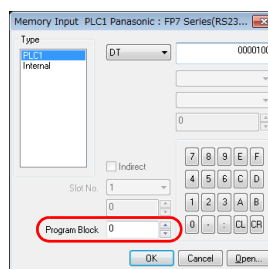 Memory Input PLC1 Panasonic : FP7 Series(RS23...
Type
PLC1
Internal
DT
0000100
0
Indirect
Slot No. 1
0
Program Block 0
7 8 9 E F
4 5 6 C D
1 2 3 A B
0 - : CL CR
OK Cancel Open...